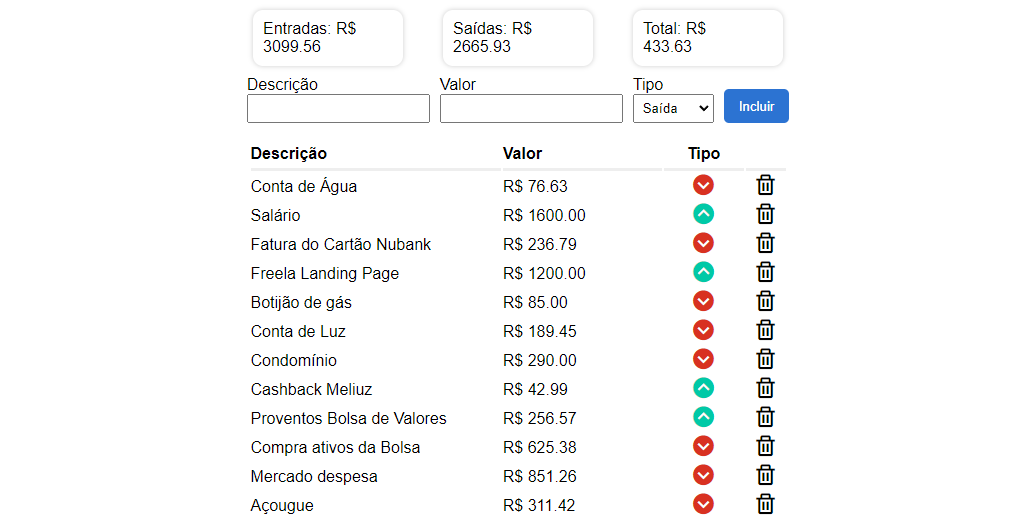 Entradas: R$
3099.56
Saídas: R$
2665.93
Total: R$
433.63
Descrição
Valor
Tipo
Saída
Incluir
Descrição Valor Tipo
Conta de Água R$ 76.63
Salário R$ 1600.00
Fatura do Cartão Nubank R$ 236.79
Freela Landing Page R$ 1200.00
Botijão de gás R$ 85.00
Conta de Luz R$ 189.45
Condomínio R$ 290.00
Cashback Meliuz R$ 42.99
Proventos Bolsa de Valores R$ 256.57
Compra ativos da Bolsa R$ 625.38
Mercado despesa R$ 851.26
Açougue R$ 311.42